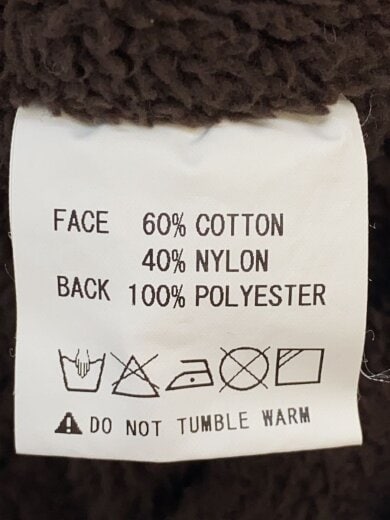 FACE 60% COTTON
40% NYLON
BACK 100% POLYESTER
DO NOT TUMBLE WARM